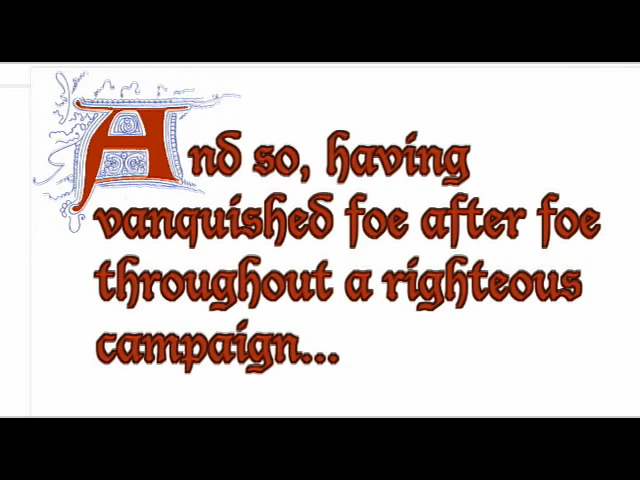 And so, having
vanquished foe after foe
throughout a righteous
campaign...